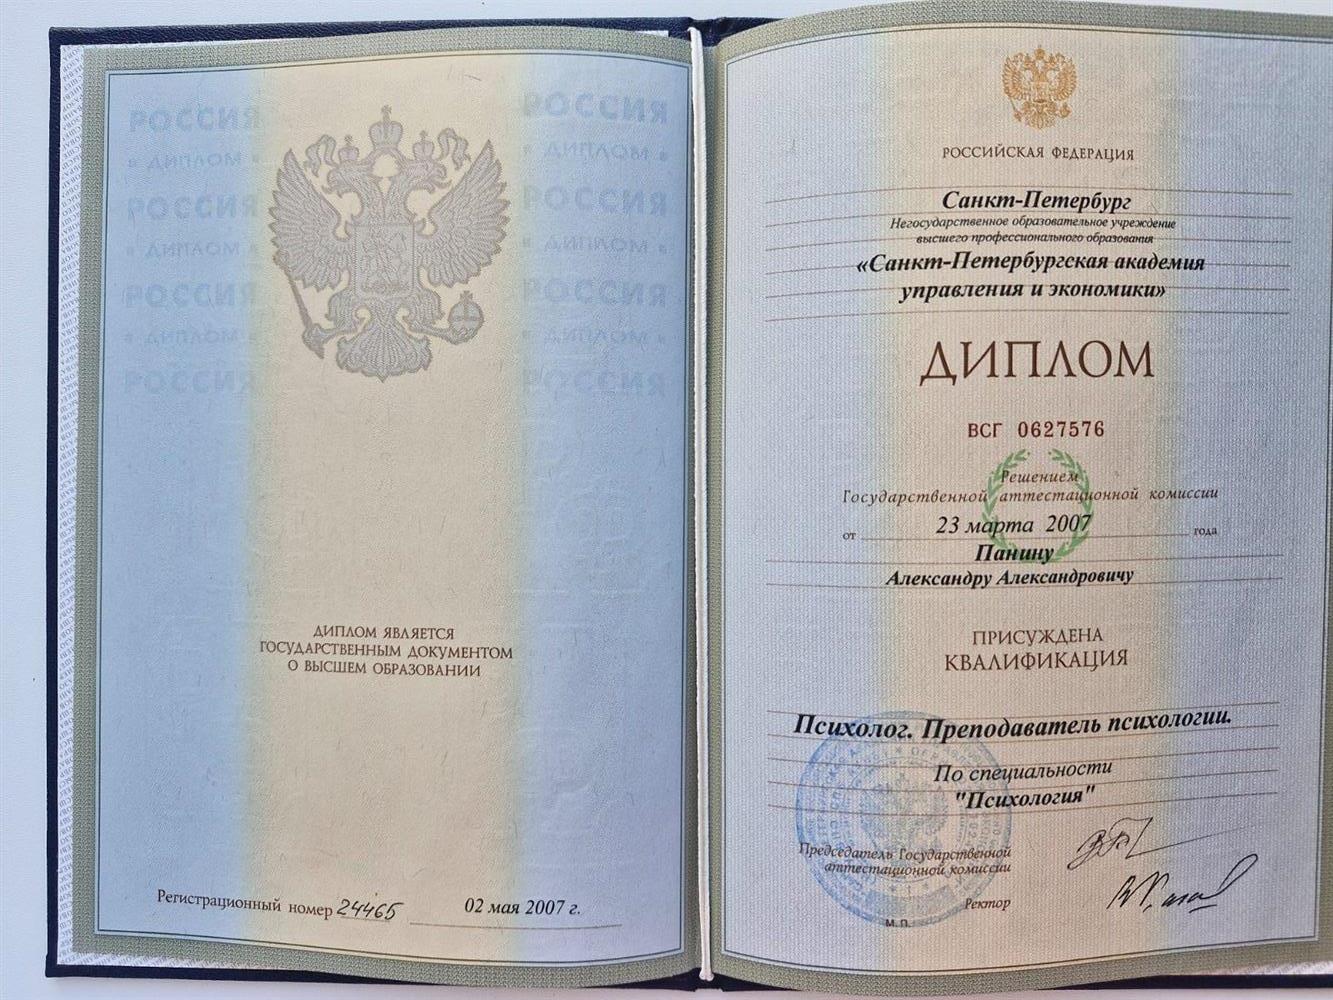 РОССИЯ РОССИЯ
ДИПЛОМ ДИПЛОМ
РОССИЯ РОССИЯ
ДИПЛОМ ДИПЛОМ
РОССИЯ РОССИЯ
ДИПЛОМ ДИПЛОМ
РОССИЯ РОССИЯ
ДИПЛОМ ЯВЛЯЕТСЯ
ГОСУДАРСТВЕННЫМ ДОКУМЕНТОМ
О ВЫСШЕМ ОБРАЗОВАНИИ
Регистрационный номер 24465 02 мая 2007 г.
РОССИЙСКАЯ ФЕДЕРАЦИЯ
Санкт-Петербург
Негосударственное образовательное учреждение
высшего профессионального образования
«Санкт-Петербургская академия
управления и экономики»
ДИПЛОМ
ВСГ 0627576
Решением
Государственной аттестационной комиссии
от 23 марта 2007 года
Панину
Александру Александровичу
ПРИСУЖДЕНА
КВАЛИФИКАЦИЯ
Психолог. Преподаватель психологии.
По специальности
"Психология"
Председатель Государственной
аттестационной комиссии
Ректор
М.П.